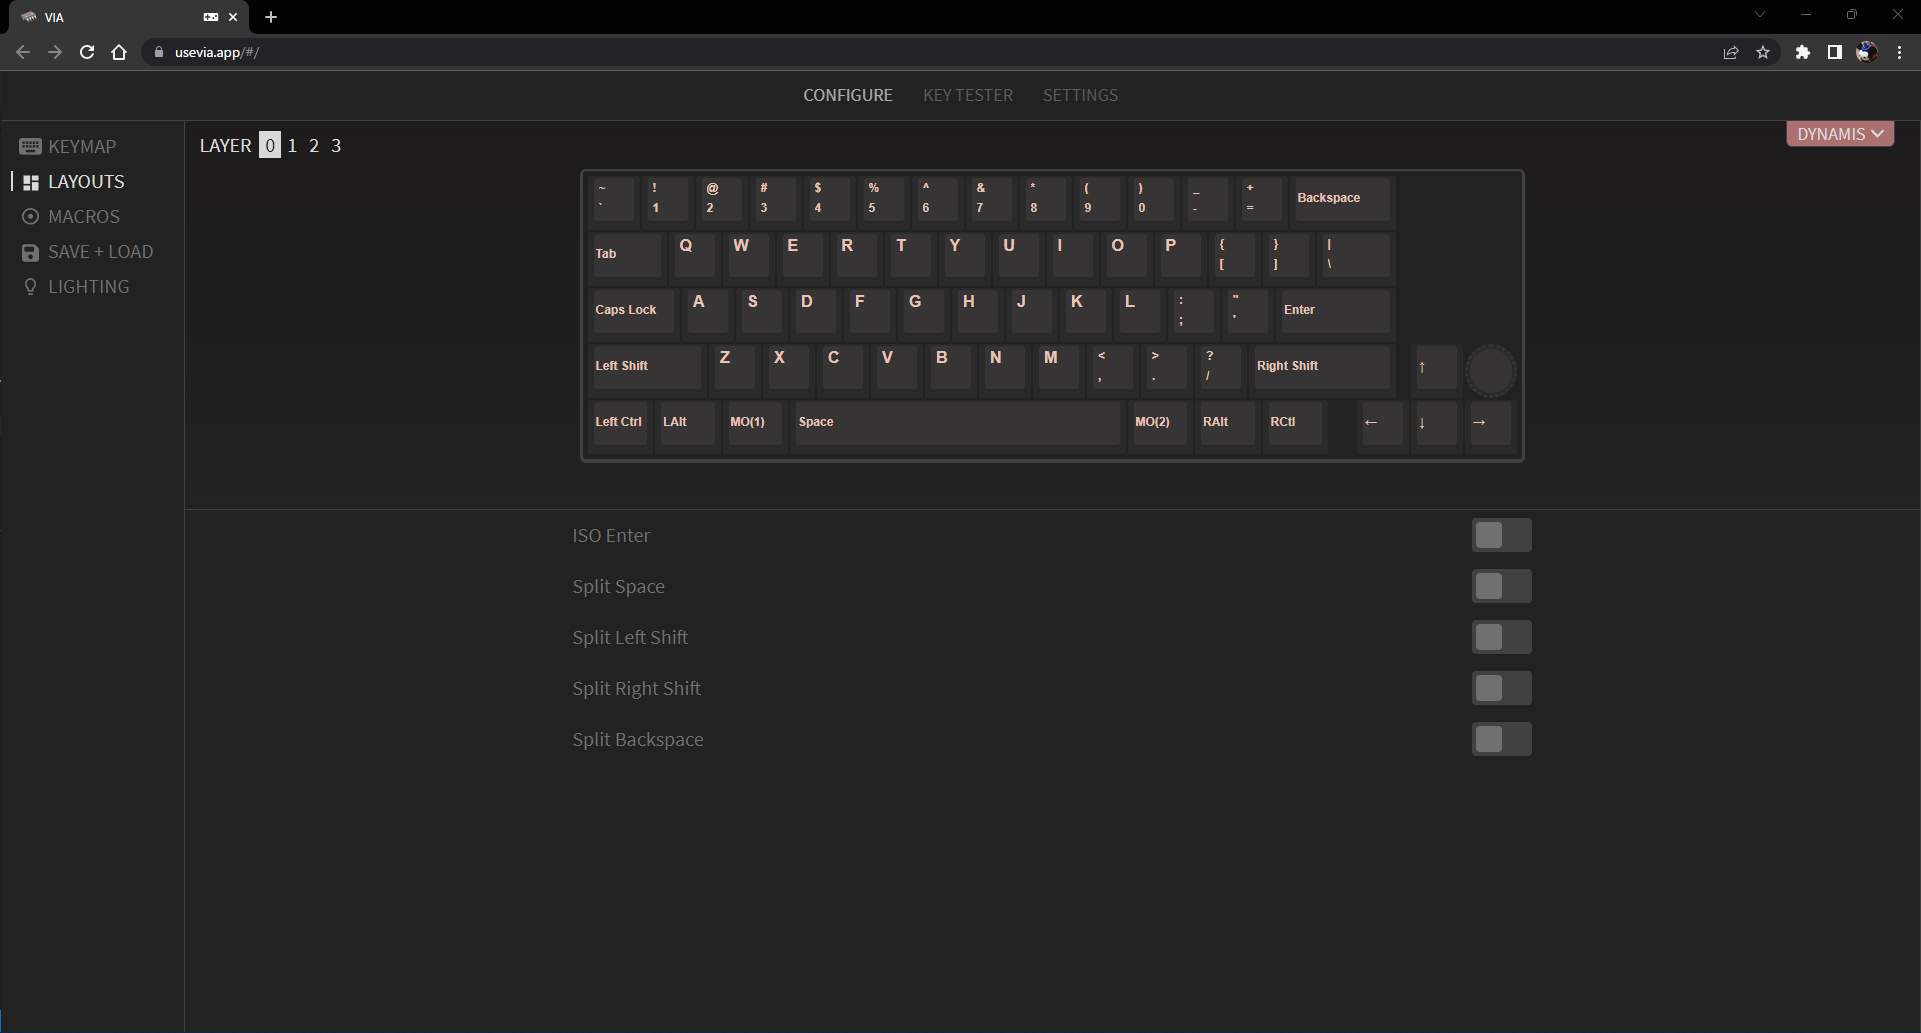 VIA
usevia.app/#/
CONFIGURE KEY TESTER SETTINGS
KEYMAP
LAYOUTS
MACROS
SAVE + LOAD
LIGHTING
LAYER 0 1 2 3
DYNAMIS
~ ! @ # $ % ^ & * ( ) _ + Backspace
` 1 2 3 4 5 6 7 8 9 0 - =
Tab Q W E R T Y U I O P { } |
[ ] \
Caps Lock A S D F G H J K L : " Enter
; '
Left Shift Z X C V B N M < > ? Right Shift ↑
, . /
Left Ctrl LAlt MO(1) Space MO(2) RAlt RCtl ← ↓ →
ISO Enter
Split Space
Split Left Shift
Split Right Shift
Split Backspace